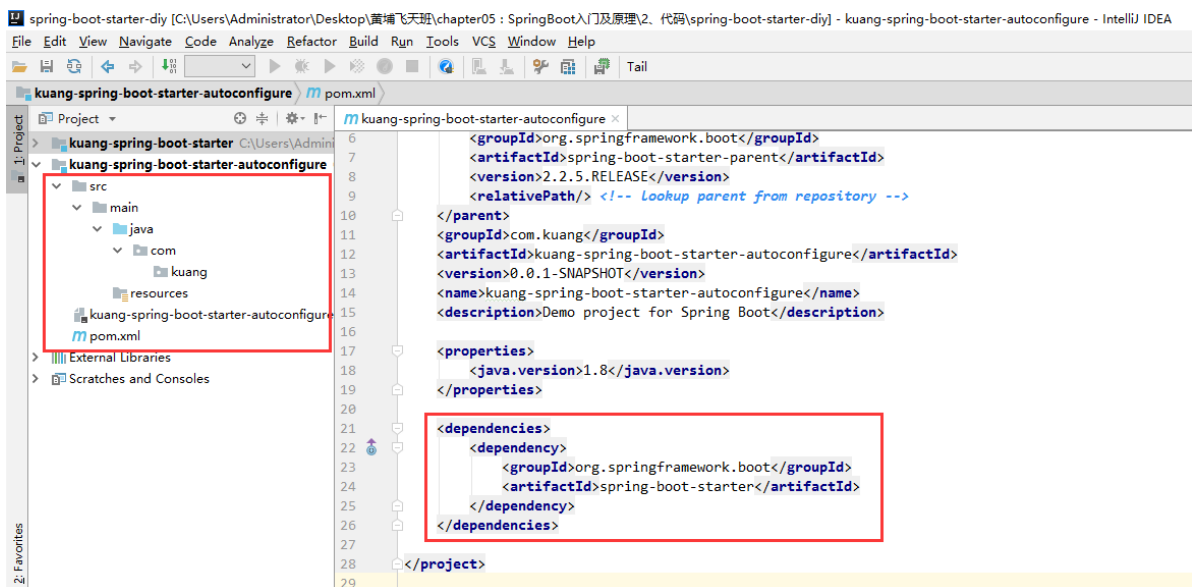 spring-boot-starter-diy [C:\Users\Administrator\Desktop\黄埔飞天班\chapter05：SpringBoot入门及原理\2、代码\spring-boot-starter-diy] - kuang-spring-boot-starter-autoconfigure - IntelliJ IDEA
File Edit View Navigate Code Analyze Refactor Build Run Tools VCS Window Help
Tail
kuang-spring-boot-starter-autoconfigure m pom.xml
1: Project
2: Favorites
Project
kuang-spring-boot-starter C:\Users\Admini
kuang-spring-boot-starter-autoconfigure
src
main
java
com
kuang
resources
kuang-spring-boot-starter-autoconfigure
m pom.xml
External Libraries
Scratches and Consoles
m kuang-spring-boot-starter-autoconfigure ×
6 <groupId>org.springframework.boot</groupId>
7 <artifactId>spring-boot-starter-parent</artifactId>
8 <version>2.2.5.RELEASE</version>
9 <relativePath/> <!-- lookup parent from repository -->
10 </parent>
11 <groupId>com.kuang</groupId>
12 <artifactId>kuang-spring-boot-starter-autoconfigure</artifactId>
13 <version>0.0.1-SNAPSHOT</version>
14 <name>kuang-spring-boot-starter-autoconfigure</name>
15 <description>Demo project for Spring Boot</description>
16
17 <properties>
18 <java.version>1.8</java.version>
19 </properties>
20
21 <dependencies>
22 <dependency>
23 <groupId>org.springframework.boot</groupId>
24 <artifactId>spring-boot-starter</artifactId>
25 </dependency>
26 </dependencies>
27
28 </project>
29